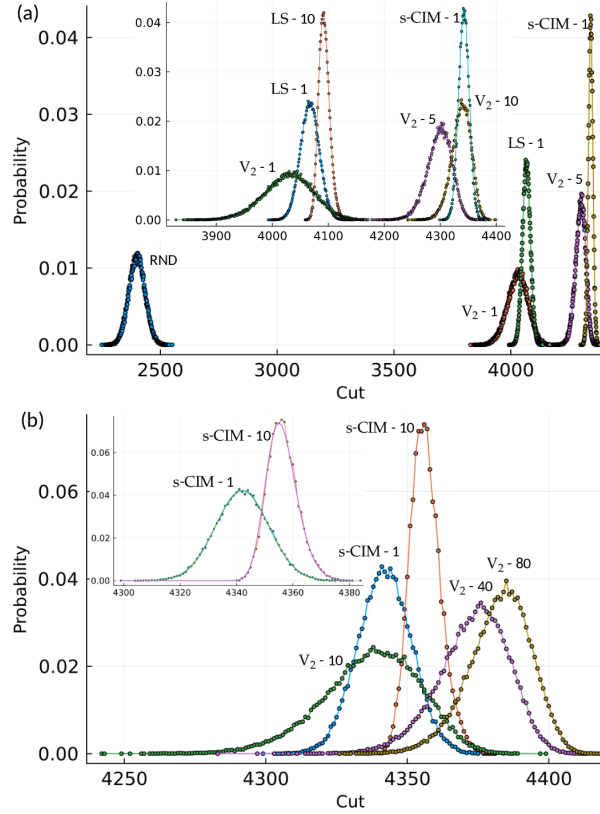 (a)
0.04
0.03
0.02
0.01
0.00
Probability
2500
3000
3500
4000
Cut
RND
V₂ - 1
LS - 1
V₂ - 5
s-CIM - 1
0.04
0.03
0.02
0.01
0.00
3900
4000
4100
4200
4300
4400
V₂ - 1
LS - 1
LS - 10
V₂ - 5
s-CIM - 1
V₂ - 10
(b)
0.06
0.04
0.02
0.00
Probability
4250
4300
4350
4400
Cut
V₂ - 10
s-CIM - 1
s-CIM - 10
V₂ - 40
V₂ - 80
0.06
0.04
0.02
0.00
4300
4320
4340
4360
4380
s-CIM - 1
s-CIM - 10